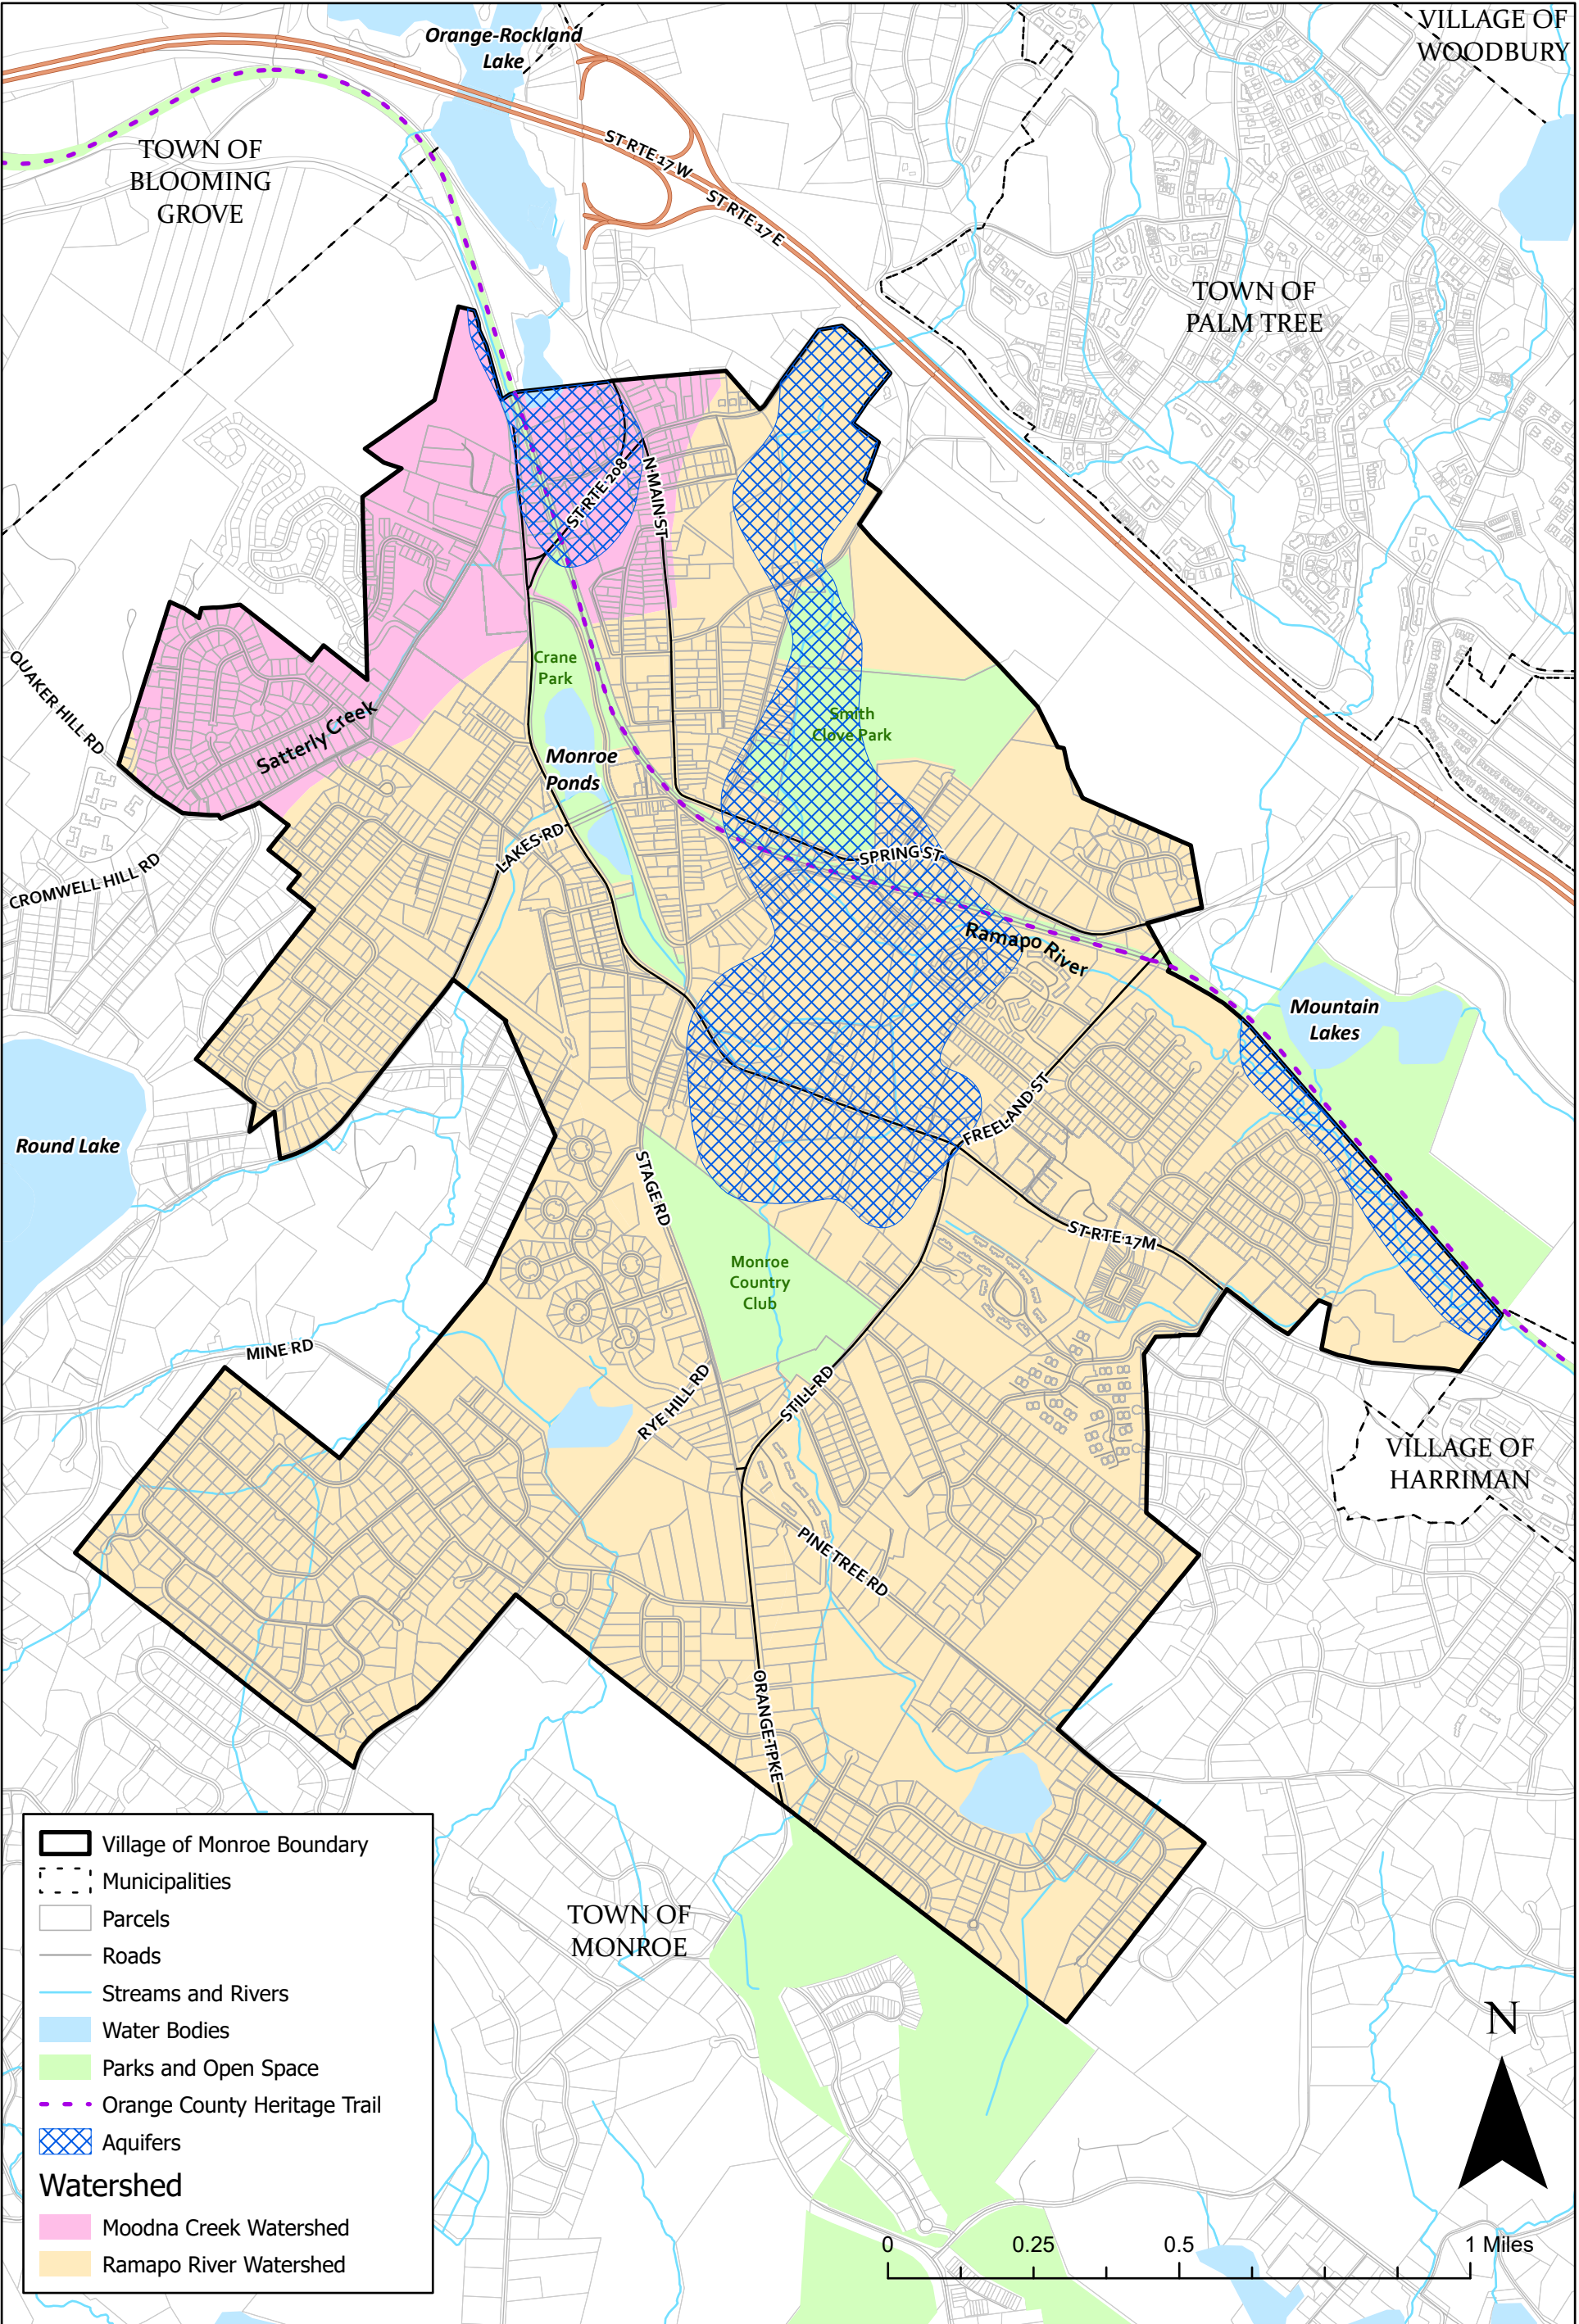 VILLAGE OF
WOODBURY
Orange-Rockland
Lake
ST RTE 17 W
ST RTE 17 E
TOWN OF
BLOOMING
GROVE
TOWN OF
PALM TREE
ST RTE 208
N MAIN ST
QUAKER HILL RD
Satterly Creek
Crane
Park
Smith
Clove Park
Monroe
Ponds
LAKES RD
CROMWELL HILL RD
SPRING ST
Ramapo River
Mountain
Lakes
Round Lake
FREELAND ST
STAGE RD
ST RTE 17M
Monroe
Country
Club
MINE RD
RYE HILL RD
STILL RD
VILLAGE OF
HARRIMAN
PINE TREE RD
ORANGE TPKE
TOWN OF
MONROE
Village of Monroe Boundary
Municipalities
Parcels
Roads
Streams and Rivers
Water Bodies
Parks and Open Space
Orange County Heritage Trail
Aquifers
Watershed
Moodna Creek Watershed
Ramapo River Watershed
N
0 0.25 0.5 1 Miles